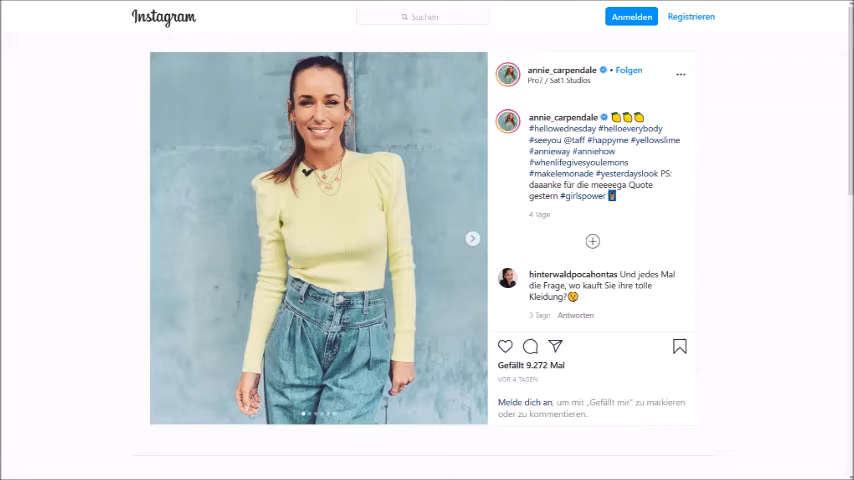 Instagram
Suchen
Anmelden
Registrieren
annie_carpendale • Folgen
Pro7 / Sat1 Studios
annie_carpendale 🍋🍋🍋
#hellowednesday #helloeverybody
#seeyou @taff #happyme #yellowslime
#annieway #anniehow
#whenlifegivesyoulemons
#makelemonade #yesterdayslook PS:
daaanke für die meeeega Quote
gestern #girlspower
4 Tage
hinterwaldpocahontas Und jedes Mal
die Frage, wo kauft Sie ihre tolle
Kleidung?
3 Tage Antworten
Gefällt 9.272 Mal
VOR 4 TAGEN
Melde dich an, um mit „Gefällt mir" zu markieren
oder zu kommentieren.